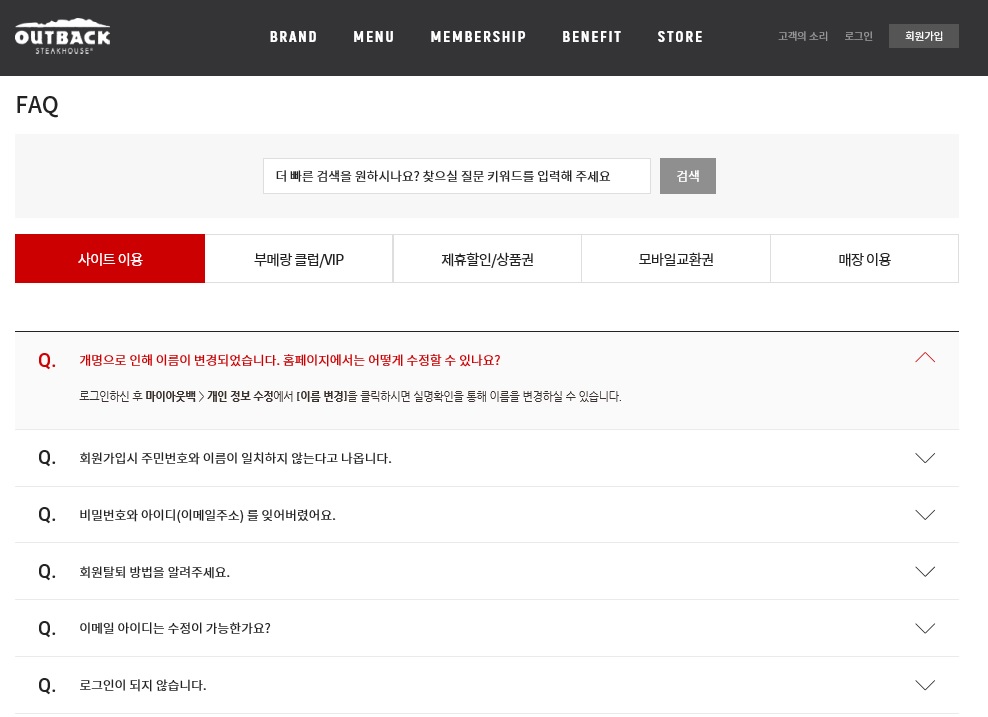 OUTBACK
STEAKHOUSE®
BRAND MENU MEMBERSHIP BENEFIT STORE
고객의 소리 로그인 회원가입
FAQ
더 빠른 검색을 원하시나요? 찾으실 질문 키워드를 입력해 주세요 검색
사이트 이용 부메랑 클럽/VIP 제휴할인/상품권 모바일교환권 매장 이용
Q. 개명으로 인해 이름이 변경되었습니다. 홈페이지에서는 어떻게 수정할 수 있나요?
로그인하신 후 마이아웃백 > 개인 정보 수정에서 [이름 변경]을 클릭하시면 실명확인을 통해 이름을 변경하실 수 있습니다.
Q. 회원가입시 주민번호와 이름이 일치하지 않는다고 나옵니다.
Q. 비밀번호와 아이디(이메일주소) 를 잊어버렸어요.
Q. 회원탈퇴 방법을 알려주세요.
Q. 이메일 아이디는 수정이 가능한가요?
Q. 로그인이 되지 않습니다.